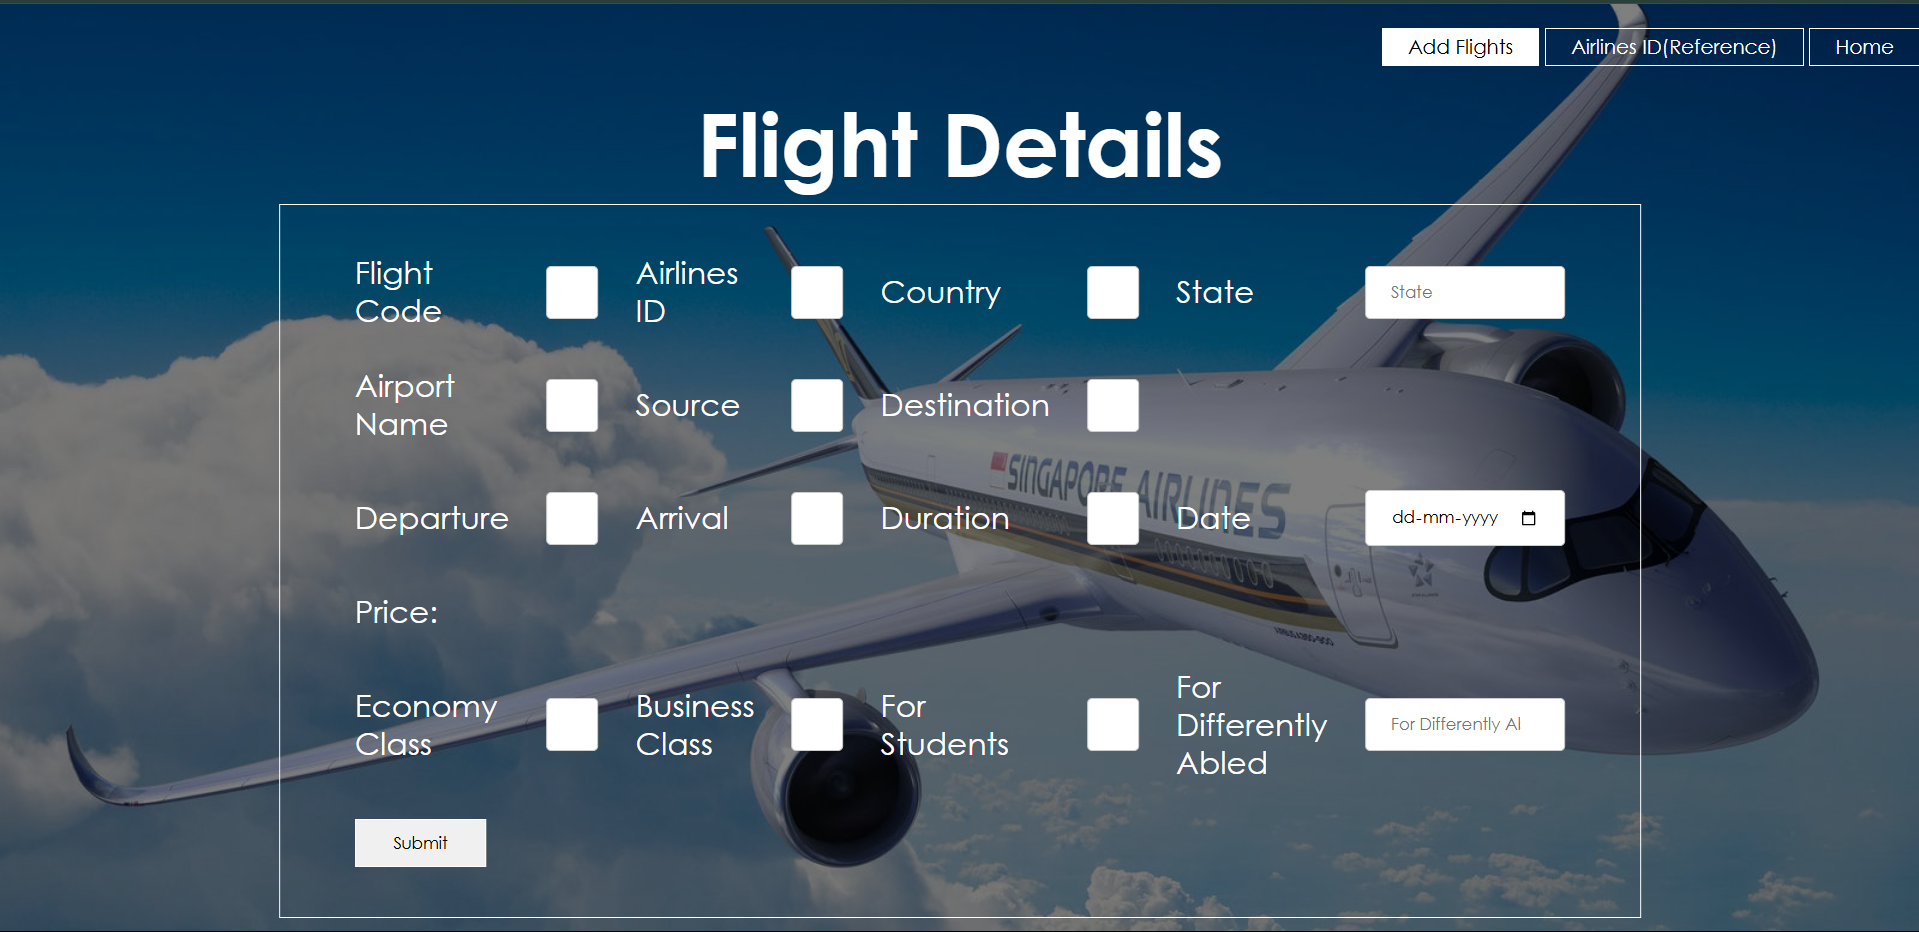 Add Flights
Airlines ID(Reference)
Home
Flight Details
Flight
Code
Airlines
ID
Country
State
State
Airport
Name
Source
Destination
SINGAPORE AIRLINES
Departure
Arrival
Duration
Date
dd-mm-yyyy
Price:
Economy
Class
Business
Class
For
Students
For
Differently
Abled
For Differently Al
Submit